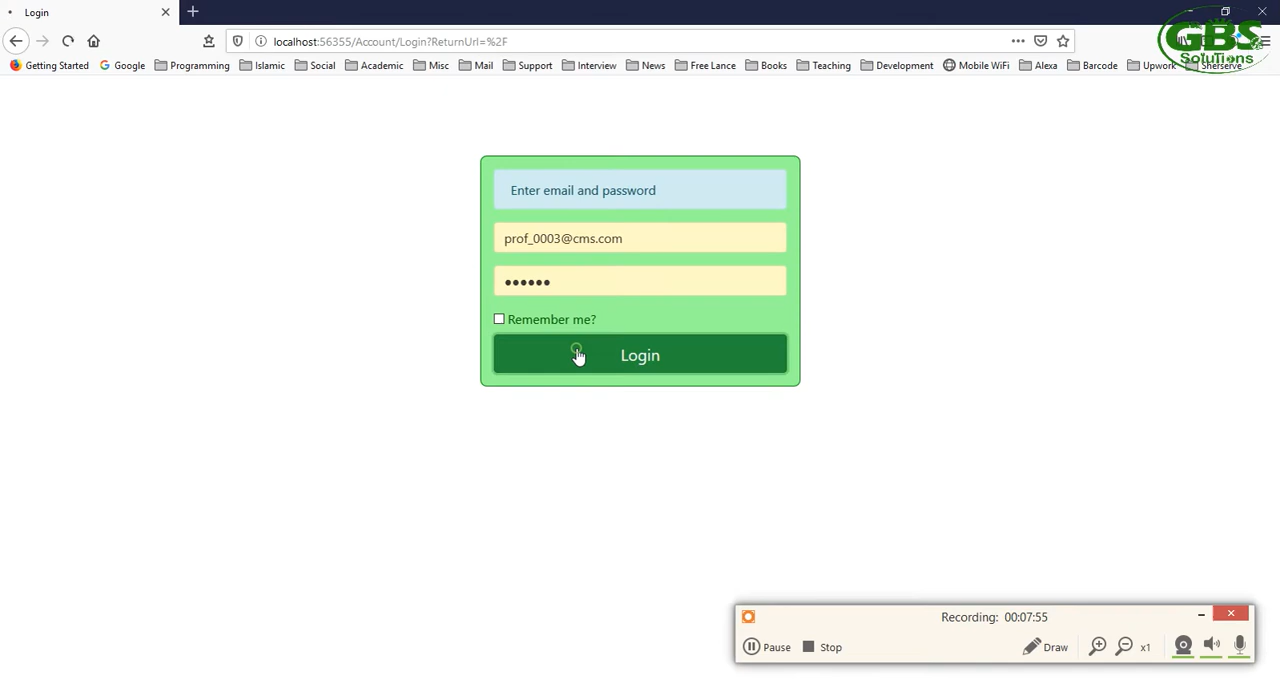 Login
GBS
Solutions
localhost:56355/Account/Login?ReturnUrl=%2F
Getting Started Google Programming Islamic Social Academic Misc Mail Support Interview News Free Lance Books Teaching Development Mobile WiFi Alexa Barcode Upwork Sherserve
Enter email and password
prof_0003@cms.com
••••••
Remember me?
Login
Recording: 00:07:55
Pause Stop Draw x1